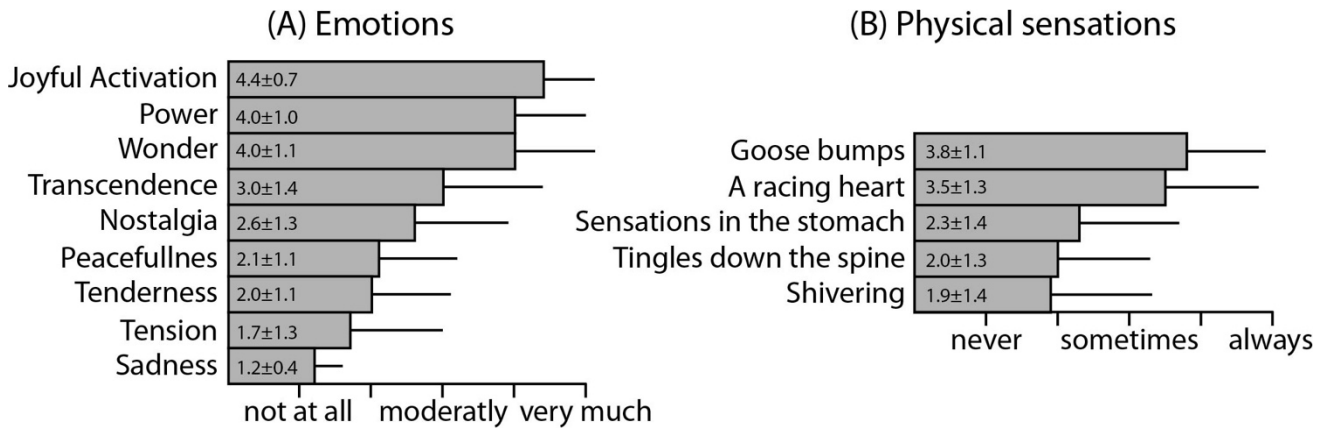 (A) Emotions
Joyful Activation 4.4±0.7
Power 4.0±1.0
Wonder 4.0±1.1
Transcendence 3.0±1.4
Nostalgia 2.6±1.3
Peacefullnes 2.1±1.1
Tenderness 2.0±1.1
Tension 1.7±1.3
Sadness 1.2±0.4
not at all moderatly very much
(B) Physical sensations
Goose bumps 3.8±1.1
A racing heart 3.5±1.3
Sensations in the stomach 2.3±1.4
Tingles down the spine 2.0±1.3
Shivering 1.9±1.4
never sometimes always